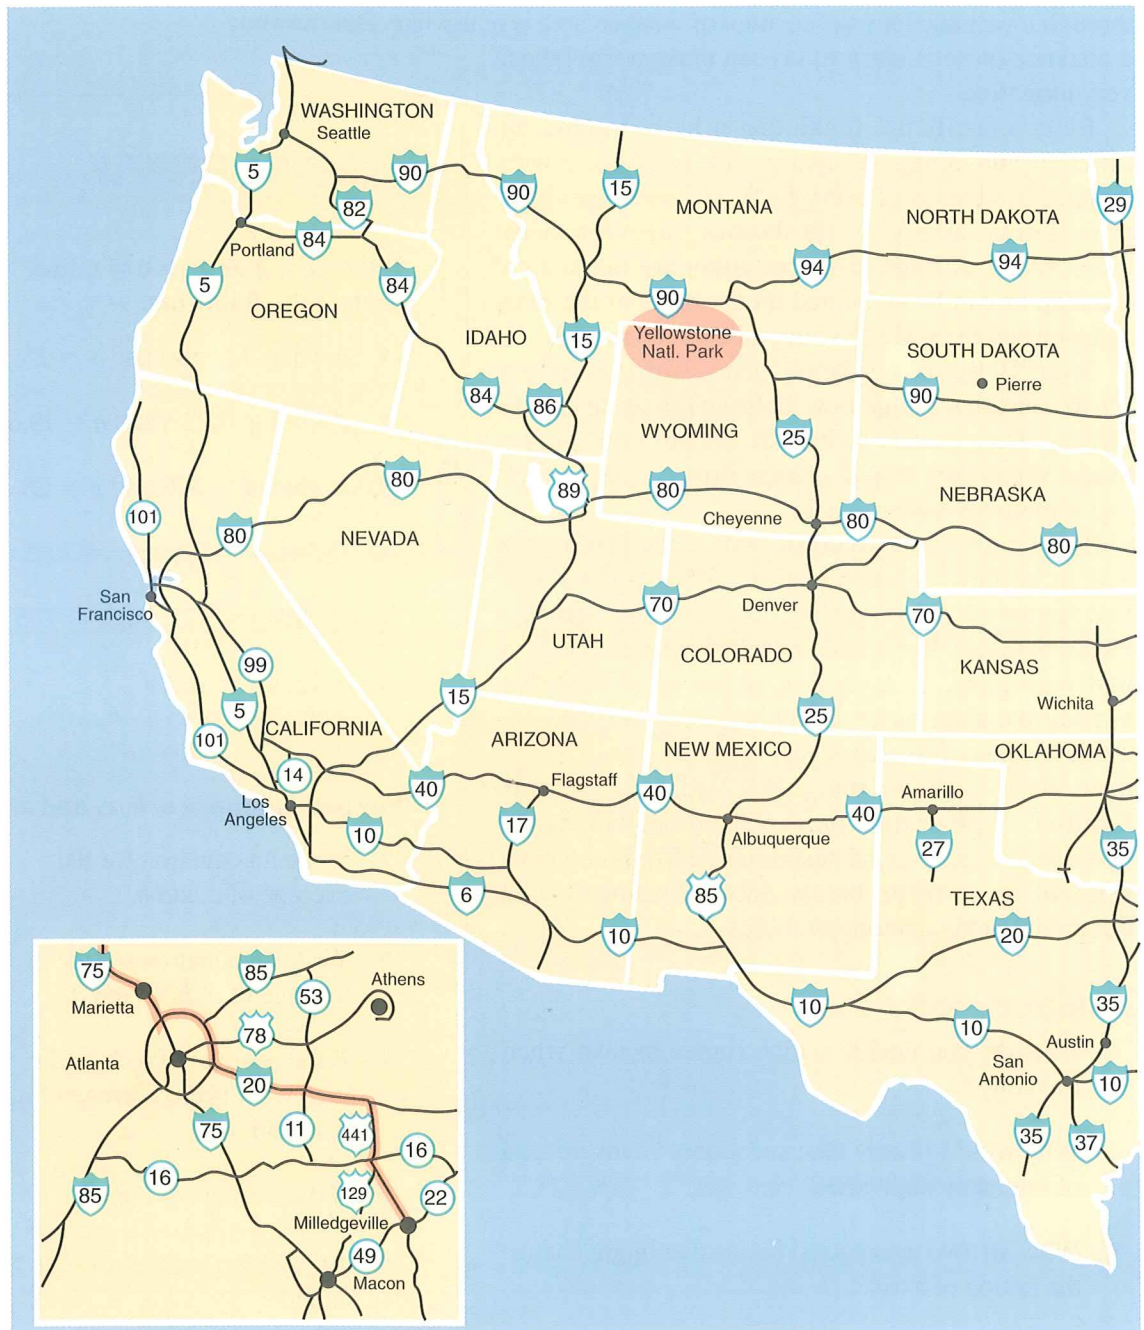 WASHINGTON
Seattle
5
90
90
15
82
MONTANA
NORTH DAKOTA
29
Portland
84
94
94
5
84
90
OREGON
IDAHO
15
Yellowstone
Natl. Park
SOUTH DAKOTA
Pierre
84
86
90
WYOMING
25
101
80
80
89
80
Cheyenne
80
NEBRASKA
80
NEVADA
San
Francisco
70
Denver
70
UTAH
COLORADO
KANSAS
99
5
15
25
Wichita
101
CALIFORNIA
ARIZONA
NEW MEXICO
OKLAHOMA
14
40
Flagstaff
40
Amarillo
Los
Angeles
10
17
Albuquerque
40
27
35
6
85
TEXAS
10
20
10
10
35
Austin
San
Antonio
10
35
37
75
85
Athens
Marietta
53
78
Atlanta
20
75
11
441
16
16
85
129
22
Milledgeville
49
Macon